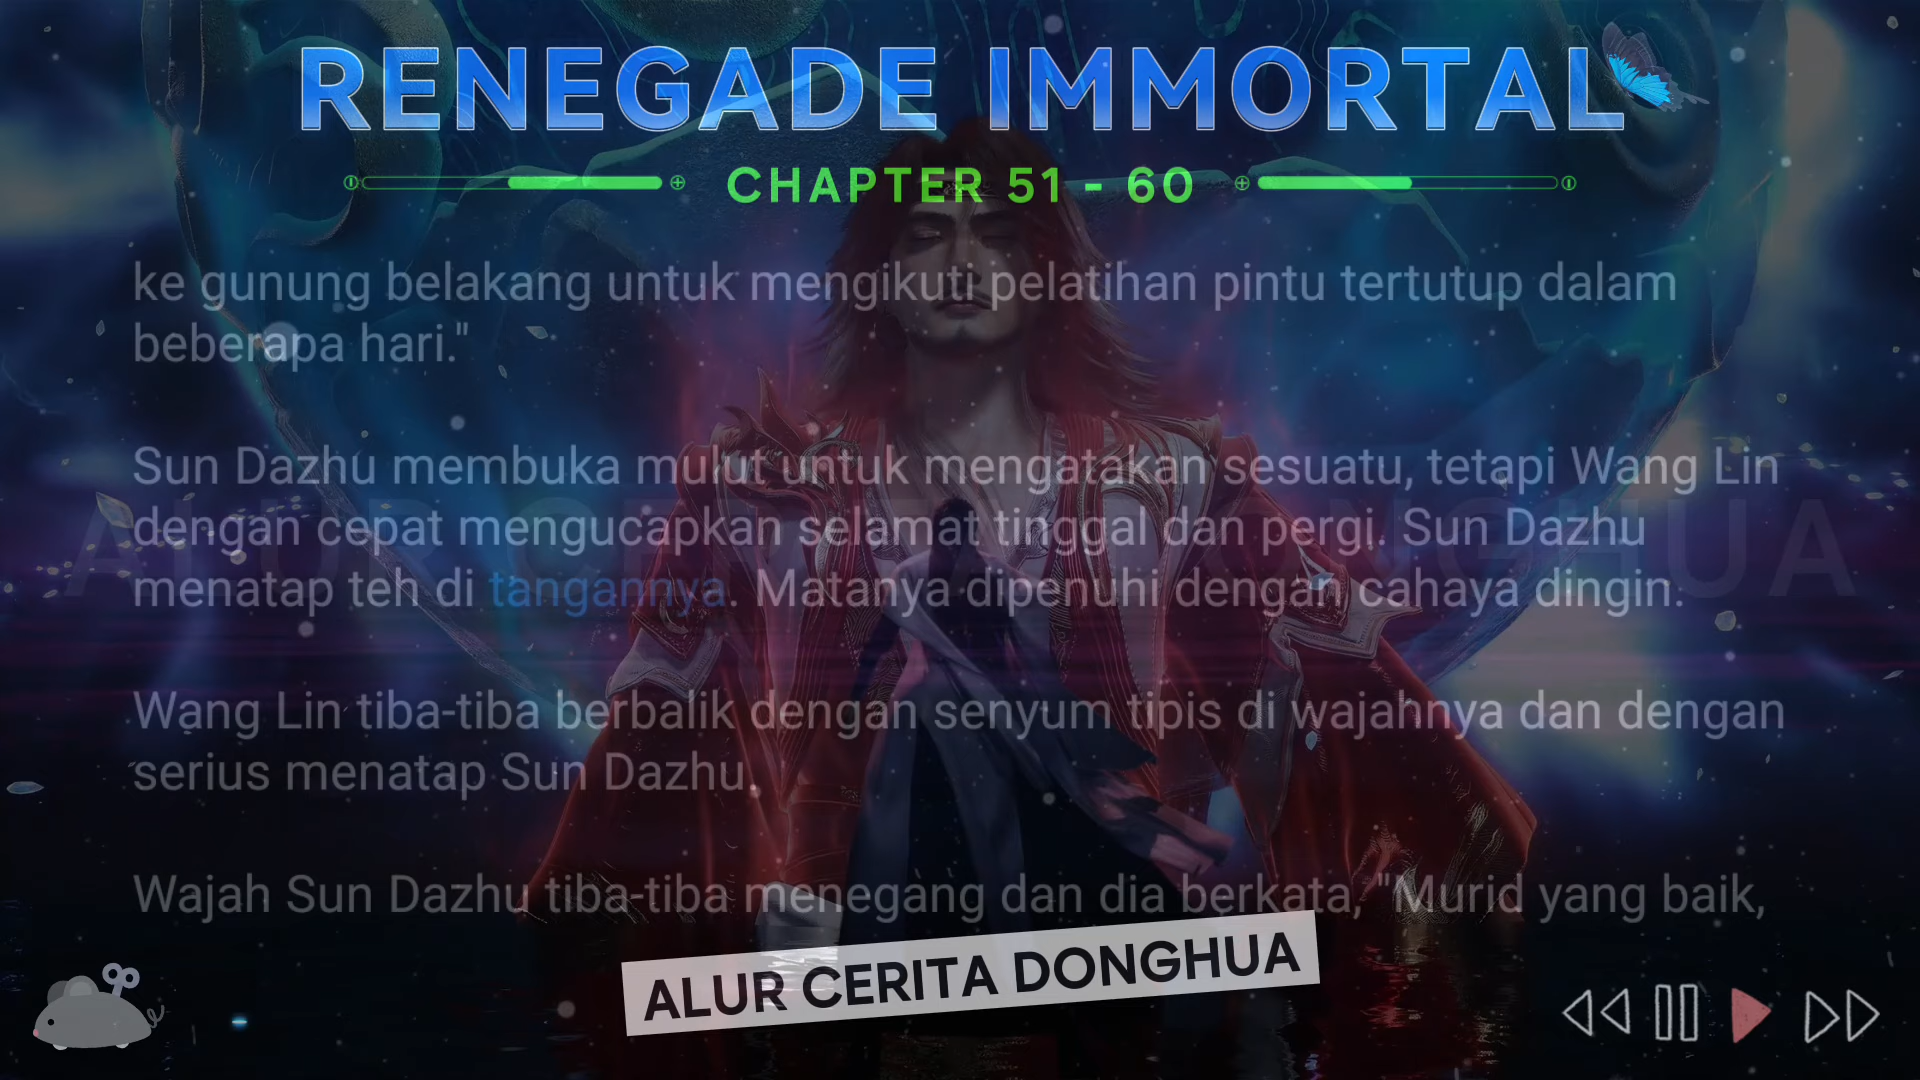 RENEGADE IMMORTAL
CHAPTER 51 - 60
ke gunung belakang untuk mengikuti pelatihan pintu tertutup dalam
beberapa hari."
Sun Dazhu membuka mulut untuk mengatakan sesuatu, tetapi Wang Lin
dengan cepat mengucapkan selamat tinggal dan pergi. Sun Dazhu
ALUR CERITA DONGHUA
menatap teh di tangannya. Matanya dipenuhi dengan cahaya dingin.
Wang Lin tiba-tiba berbalik dengan senyum tipis di wajahnya dan dengan
serius menatap Sun Dazhu.
Wajah Sun Dazhu tiba-tiba menegang dan dia berkata, "Murid yang baik,
ALUR CERITA DONGHUA